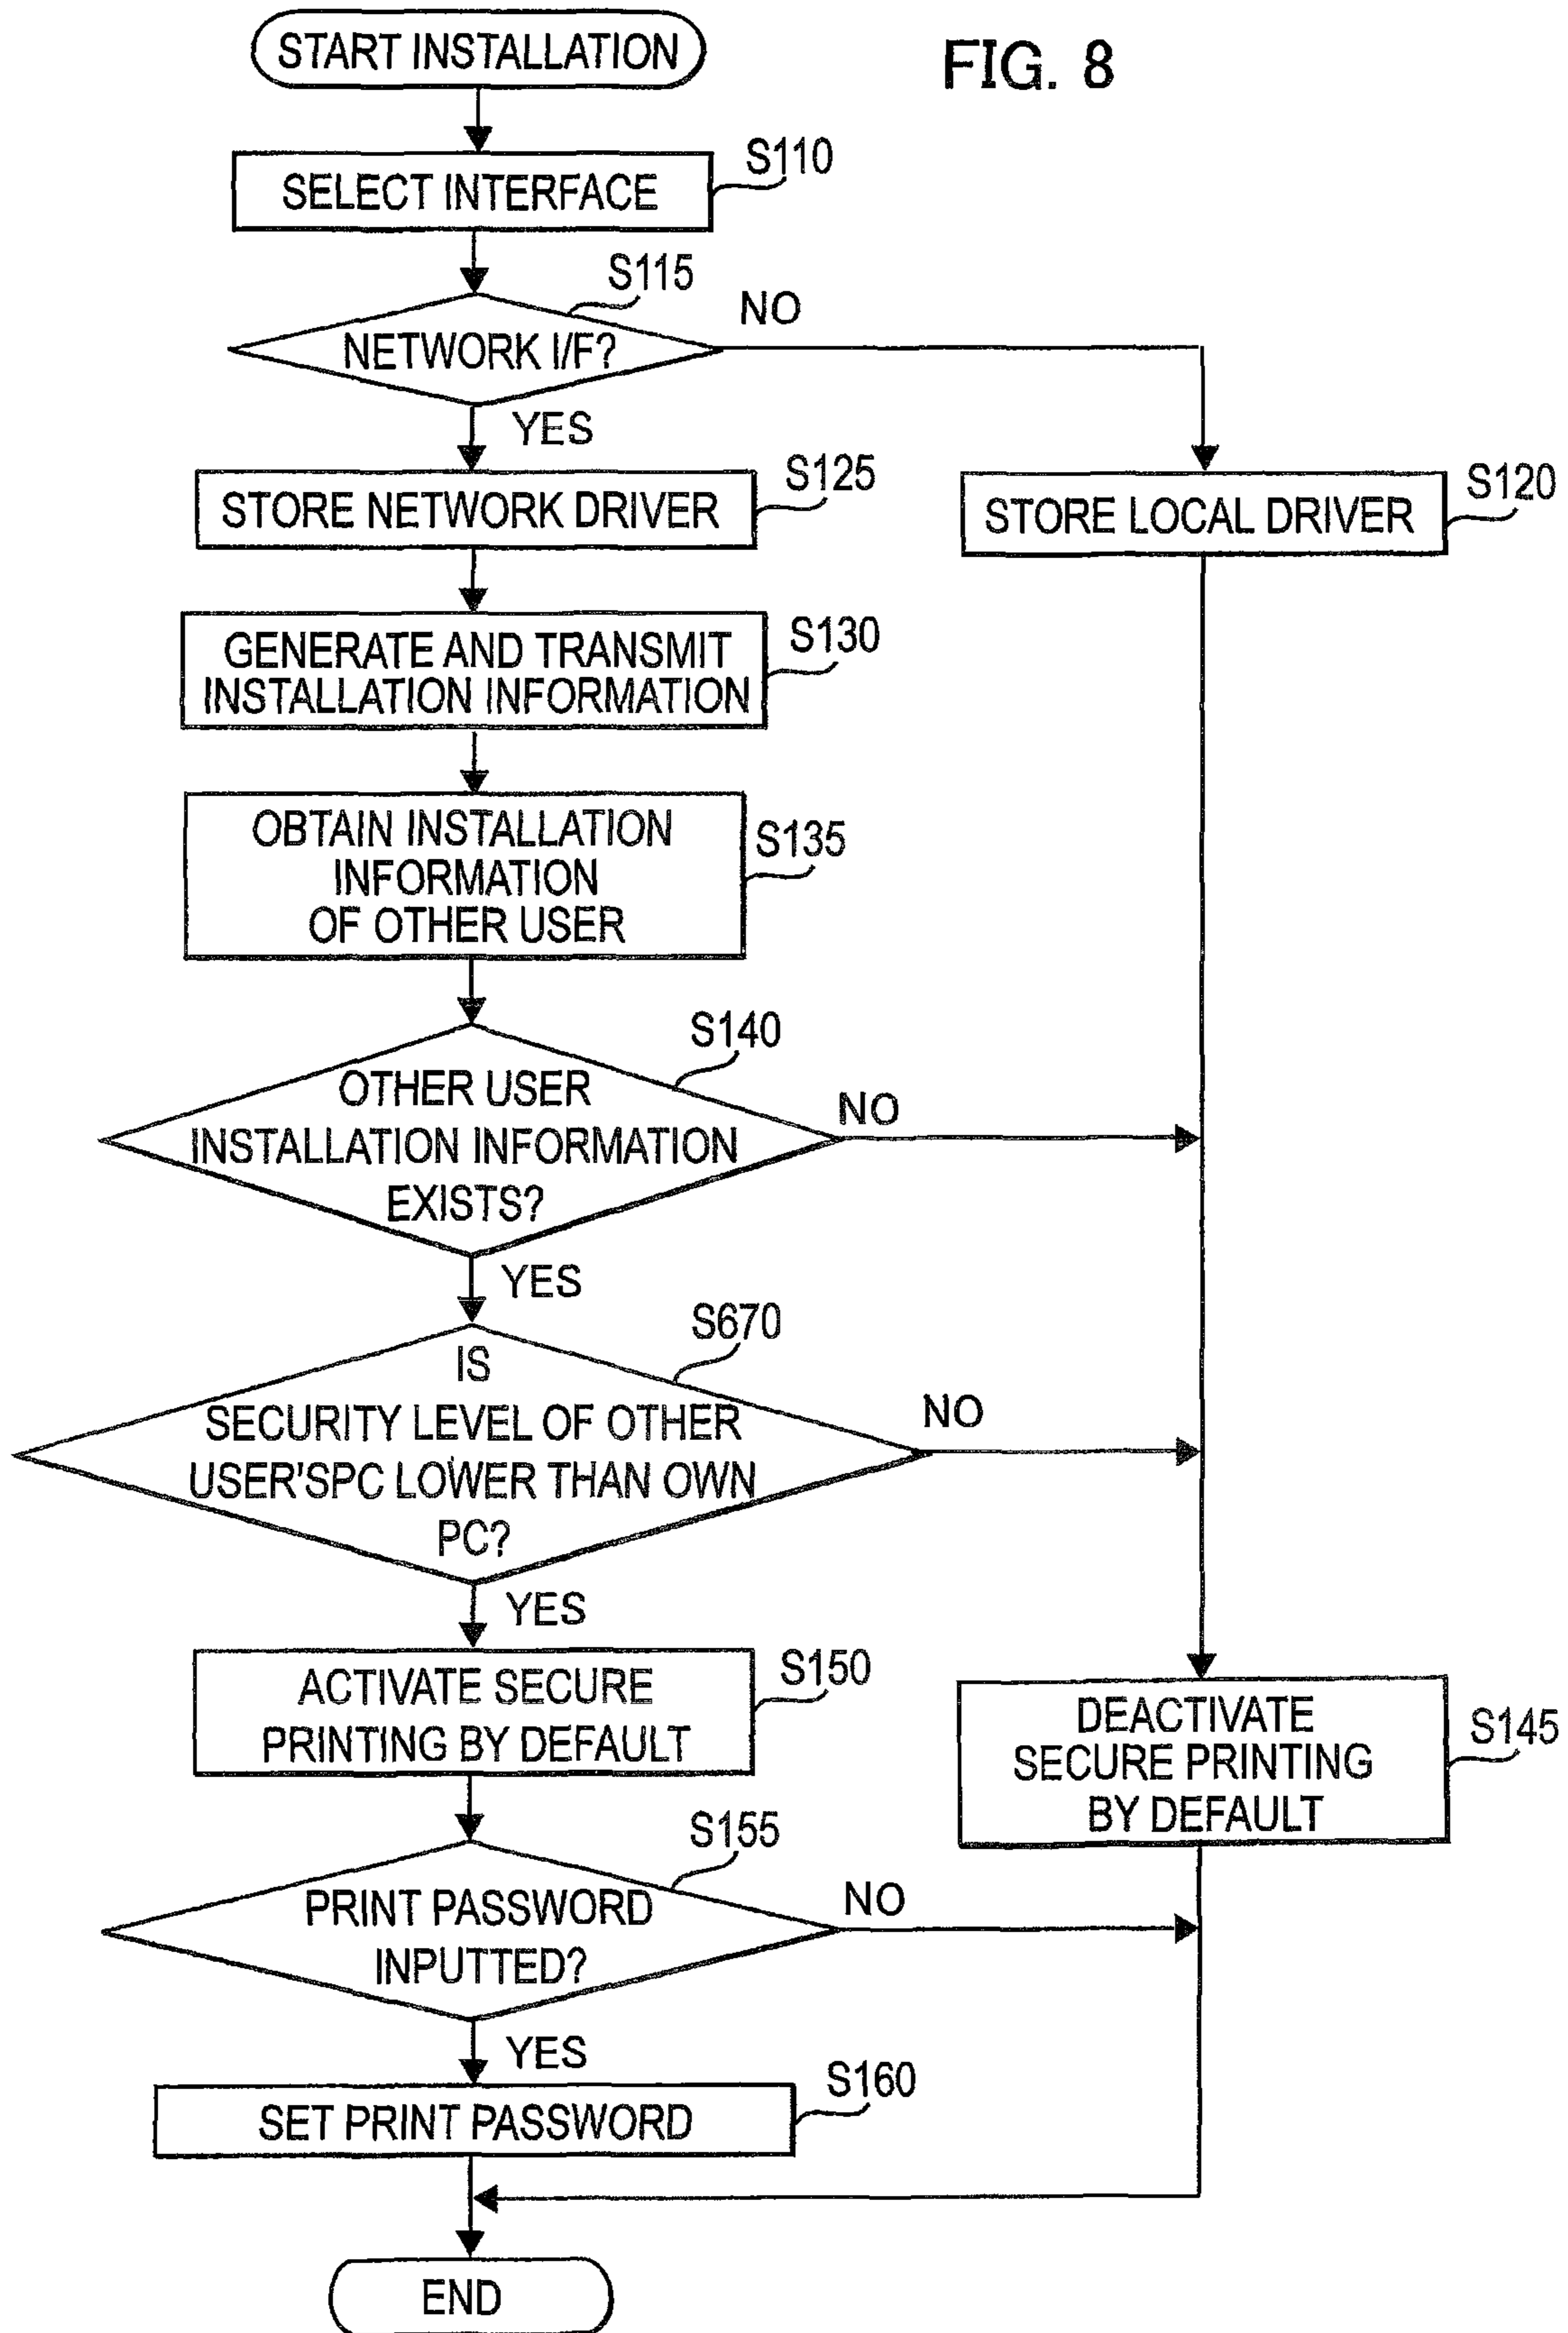 START INSTALLATION
FIG. 8
S110
SELECT INTERFACE
S115
NO
NETWORK I/F?
YES
S125
STORE NETWORK DRIVER
S120
STORE LOCAL DRIVER
S130
GENERATE AND TRANSMIT
INSTALLATION INFORMATION
S135
OBTAIN INSTALLATION
INFORMATION
OF OTHER USER
S140
OTHER USER
INSTALLATION INFORMATION
EXISTS?
NO
YES
S670
IS
SECURITY LEVEL OF OTHER
USER'SPC LOWER THAN OWN
PC?
NO
YES
S150
ACTIVATE SECURE
PRINTING BY DEFAULT
S145
DEACTIVATE
SECURE PRINTING
BY DEFAULT
S155
PRINT PASSWORD
INPUTTED?
NO
YES
S160
SET PRINT PASSWORD
END